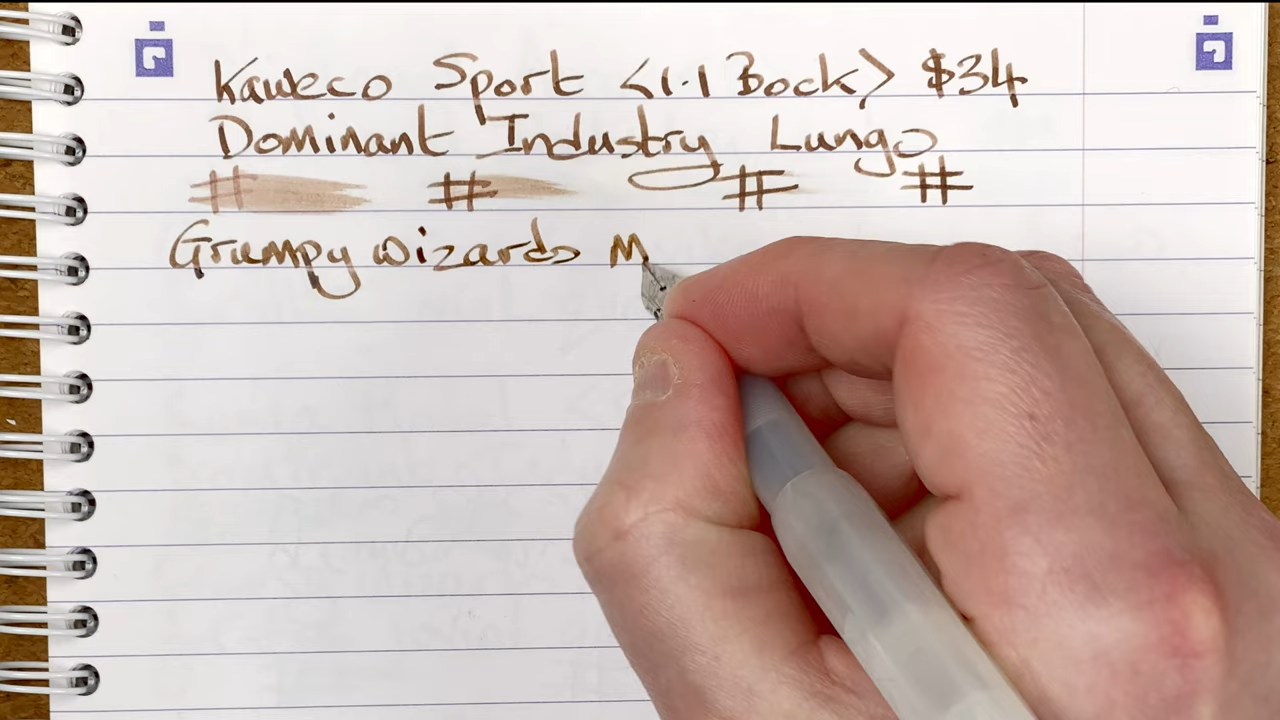 Kaweco Sport <1.1 Bock> $34
Dominant Industry Lungo
# # # #
Grumpy wizards M